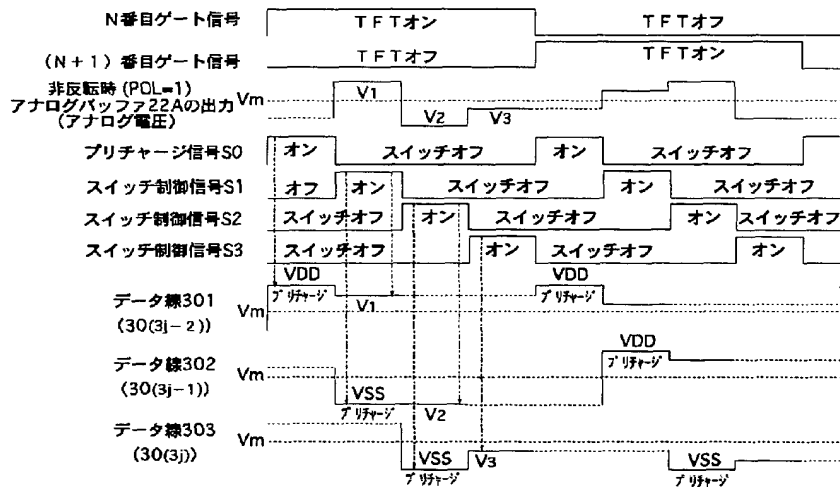 N番目ゲート信号 TFTオン TFTオフ
(N+1)番目ゲート信号 TFTオフ TFTオン
非反転時(POL=1)
アナログバッファ22Aの出力 Vm V1 V2 V3
(アナログ電圧)
プリチャージ信号S0 オン スイッチオフ オン スイッチオフ
スイッチ制御信号S1 オフ オン スイッチオフ オン スイッチオフ
スイッチ制御信号S2 スイッチオフ オン スイッチオフ オン スイッチオフ
スイッチ制御信号S3 スイッチオフ オン スイッチオフ オン
VDD VDD
データ線301 プリチャージ V1 プリチャージ
(30(3j-2)) Vm
データ線302 Vm VDD
プリチャージ
(30(3j-1)) VSS V2
プリチャージ
データ線303 Vm
(30(3j)) VSS V3 VSS
プリチャージ プリチャージ